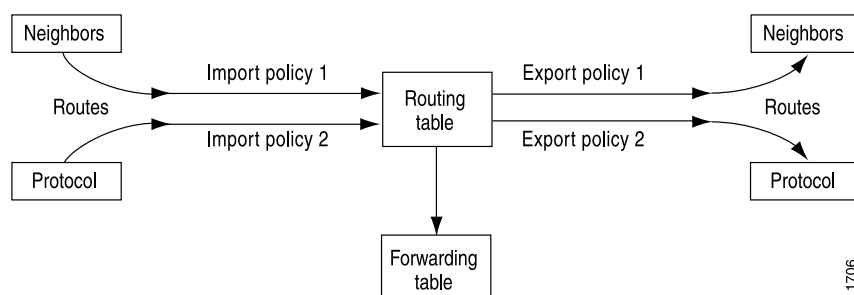 Neighbors
Neighbors
Import policy 1
Export policy 1
Routes
Routing
table
Routes
Import policy 2
Export policy 2
Protocol
Protocol
Forwarding
table
1706